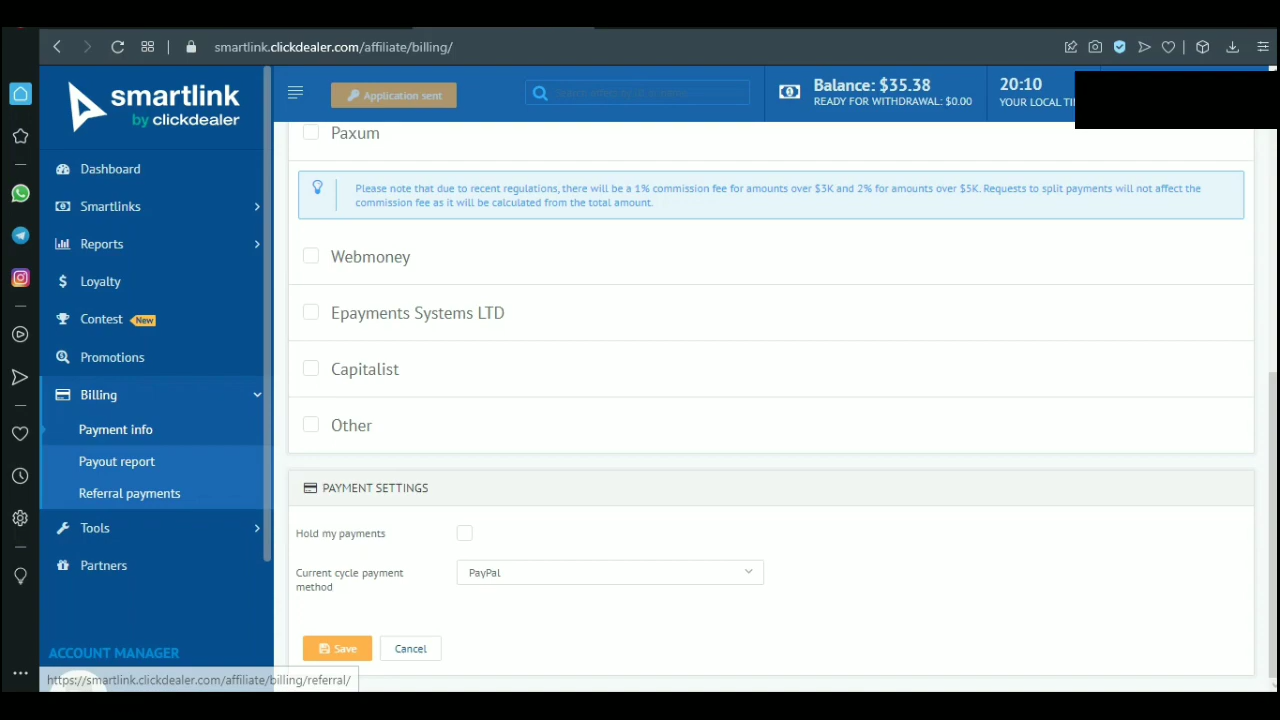 smartlink.clickdealer.com/affiliate/billing/
smartlink
by clickdealer
Application sent
Balance: $35.38
READY FOR WITHDRAWAL: $0.00
20:10
YOUR LOCAL TI
Dashboard
Smartlinks
Reports
Loyalty
Contest New
Promotions
Billing
Payment info
Payout report
Referral payments
Tools
Partners
ACCOUNT MANAGER
Paxum
Please note that due to recent regulations, there will be a 1% commission fee for amounts over $3K and 2% for amounts over $5K. Requests to split payments will not affect the
commission fee as it will be calculated from the total amount.
Webmoney
Epayments Systems LTD
Capitalist
Other
PAYMENT SETTINGS
Hold my payments
Current cycle payment
method
PayPal
Save
Cancel
https://smartlink.clickdealer.com/affiliate/billing/referral/